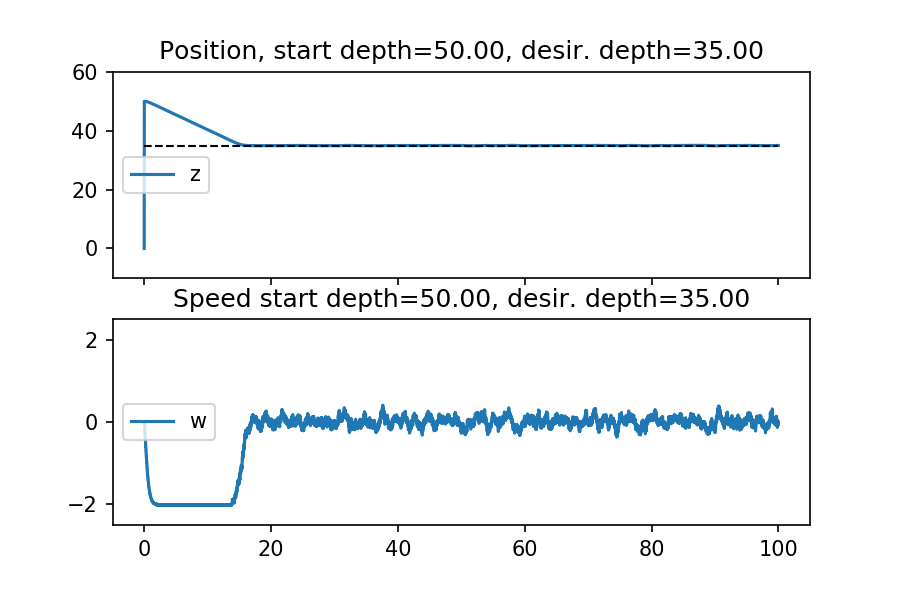 Position, start depth=50.00, desir. depth=35.00
60
40
20
0
z
Speed start depth=50.00, desir. depth=35.00
2
0
−2
w
0 20 40 60 80 100